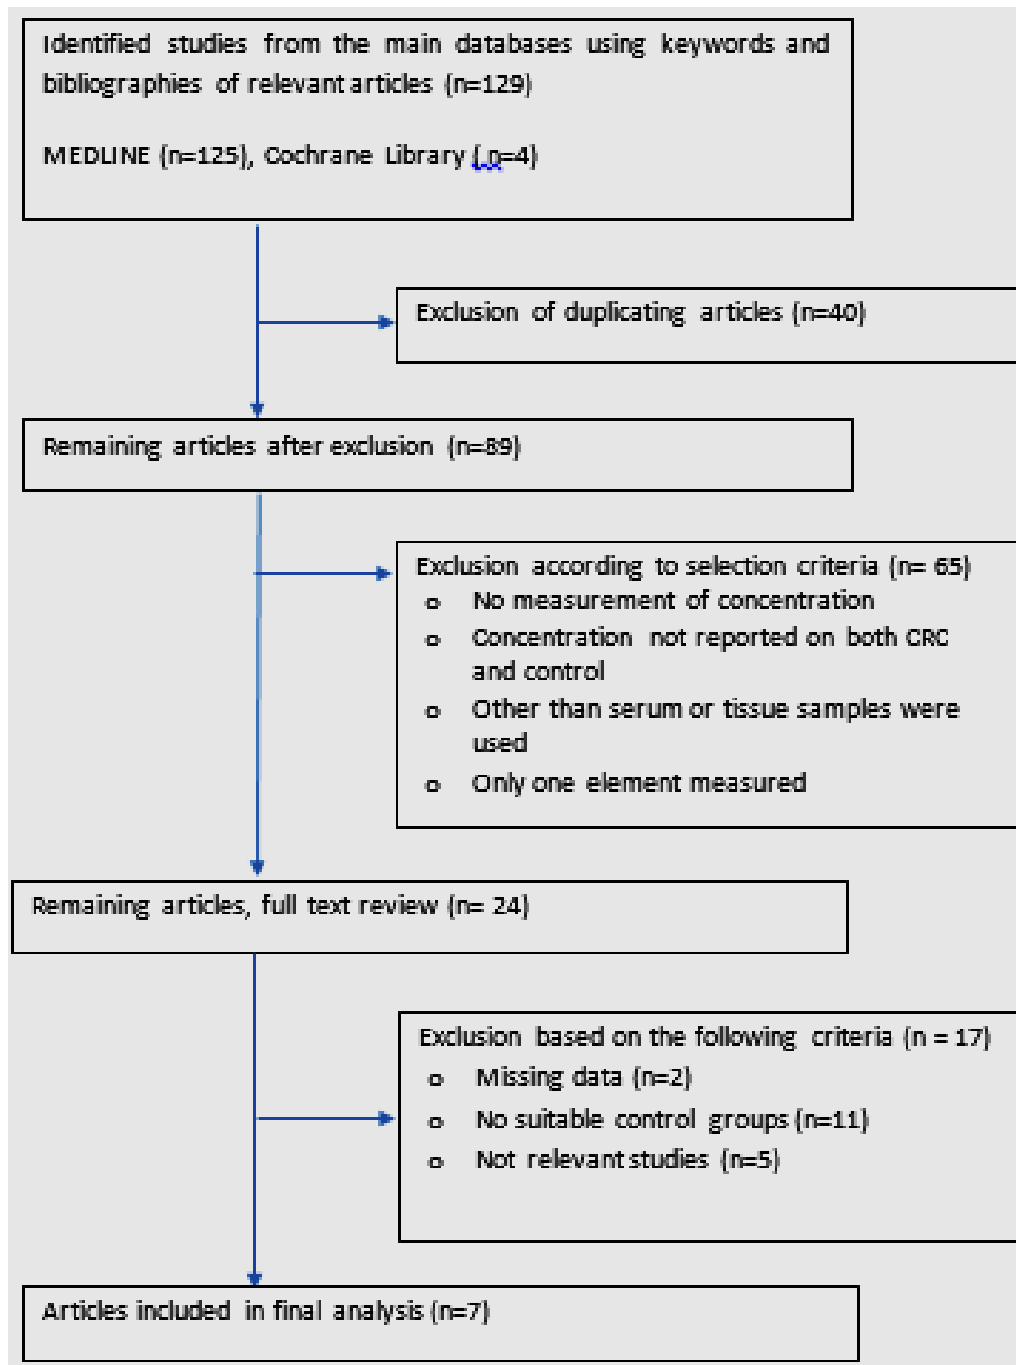 Identified studies from the main databases using keywords and
bibliographies of relevant articles (n=129)
MEDLINE (n=125), Cochrane Library ( n=4)
Exclusion of duplicating articles (n=40)
Remaining articles after exclusion (n=89)
Exclusion according to selection criteria (n= 65)
o No measurement of concentration
o Concentration not reported on both CRC
and control
o Other than serum or tissue samples were
used
o Only one element measured
Remaining articles, full text review (n= 24)
Exclusion based on the following criteria (n = 17)
o Missing data (n=2)
o No suitable control groups (n=11)
o Not relevant studies (n=5)
Articles included in final analysis (n=7)